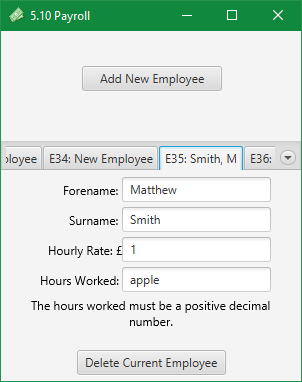 5.10 Payroll
Add New Employee
ployee E34: New Employee E35: Smith, M E36:
Forename: Matthew
Surname: Smith
Hourly Rate: £ 1
Hours Worked: apple
The hours worked must be a positive decimal
number.
Delete Current Employee